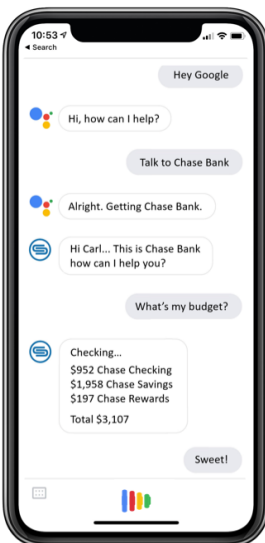 10:53
Search
Hey Google
Hi, how can I help?
Talk to Chase Bank
Alright. Getting Chase Bank.
Hi Carl... This is Chase Bank
how can I help you?
What's my budget?
Checking...
$952 Chase Checking
$1,958 Chase Savings
$197 Chase Rewards
Total $3,107
Sweet!